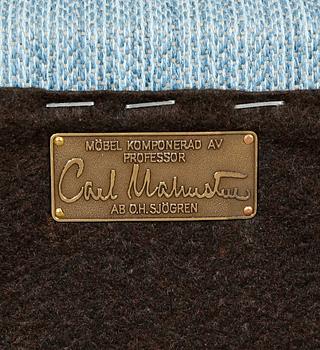 MÖBEL KOMPONERAD AV
PROFESSOR
Carl Malmsten
AB O.H.SJÖGREN